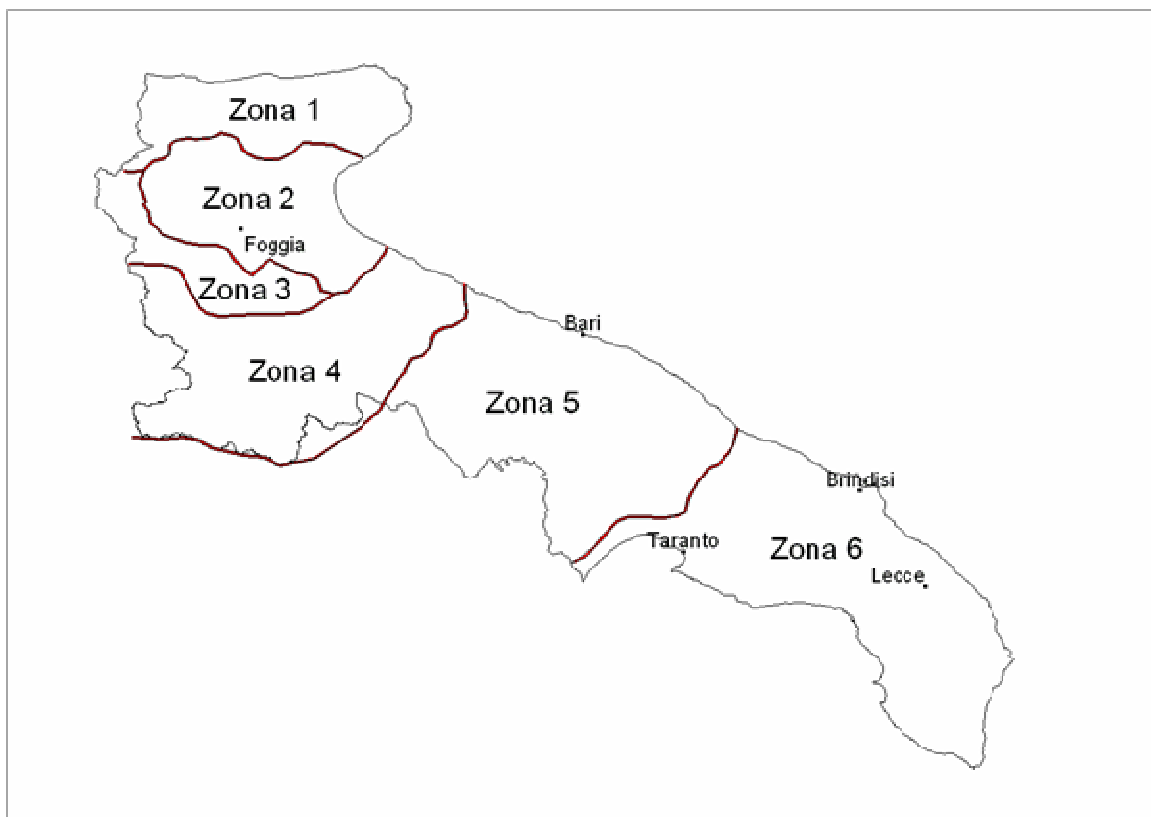 Zona 1
Zona 2
Foggia
Zona 3
Bari
Zona 4
Zona 5
Brindisi
Taranto
Zona 6
Lecce